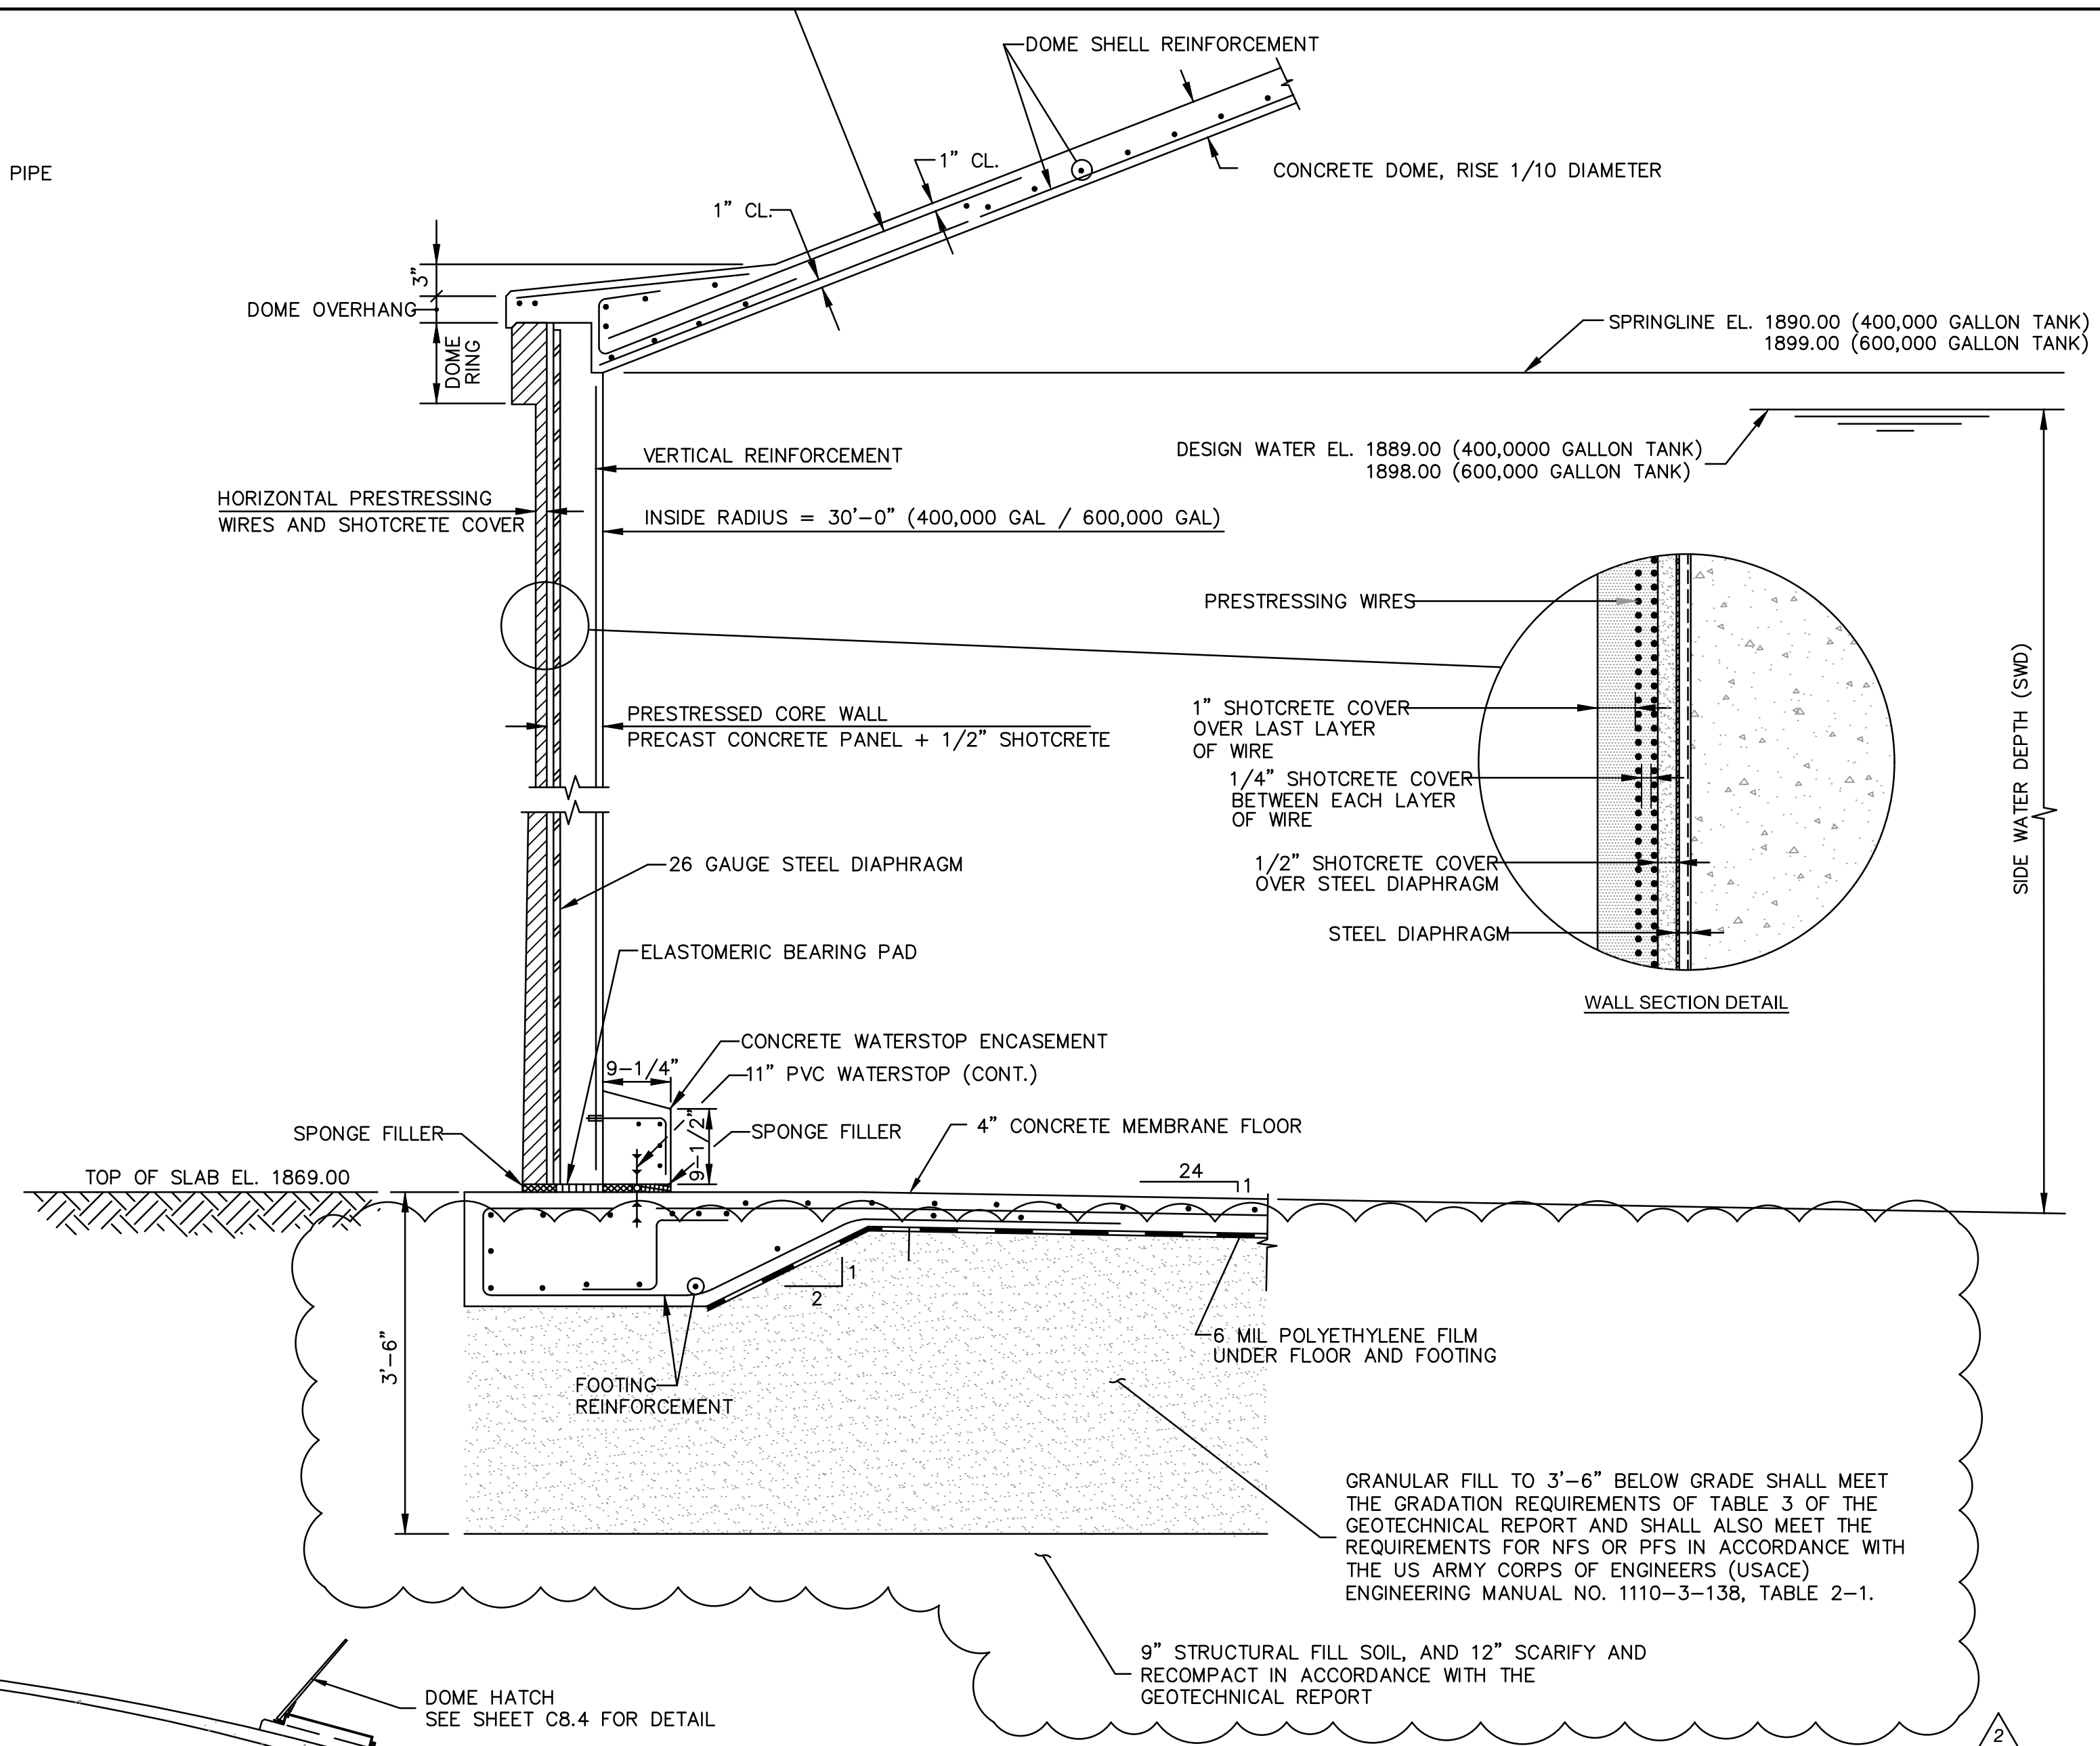 DOME SHELL REINFORCEMENT
PIPE
1" CL.
CONCRETE DOME, RISE 1/10 DIAMETER
1" CL.
3"
DOME OVERHANG
DOME
RING
SPRINGLINE EL. 1890.00 (400,000 GALLON TANK)
1899.00 (600,000 GALLON TANK)
DESIGN WATER EL. 1889.00 (400,0000 GALLON TANK)
1898.00 (600,000 GALLON TANK)
VERTICAL REINFORCEMENT
HORIZONTAL PRESTRESSING
WIRES AND SHOTCRETE COVER
INSIDE RADIUS = 30'-0" (400,000 GAL / 600,000 GAL)
PRESTRESSING WIRES
1" SHOTCRETE COVER
OVER LAST LAYER
OF WIRE
1/4" SHOTCRETE COVER
BETWEEN EACH LAYER
OF WIRE
1/2" SHOTCRETE COVER
OVER STEEL DIAPHRAGM
STEEL DIAPHRAGM
WALL SECTION DETAIL
SIDE WATER DEPTH (SWD)
PRESTRESSED CORE WALL
PRECAST CONCRETE PANEL + 1/2" SHOTCRETE
26 GAUGE STEEL DIAPHRAGM
ELASTOMERIC BEARING PAD
CONCRETE WATERSTOP ENCASEMENT
9-1/4"
11" PVC WATERSTOP (CONT.)
9-1/2"
SPONGE FILLER
SPONGE FILLER
4" CONCRETE MEMBRANE FLOOR
TOP OF SLAB EL. 1869.00
24
1
1
2
3'-6"
6 MIL POLYETHYLENE FILM
UNDER FLOOR AND FOOTING
FOOTING
REINFORCEMENT
GRANULAR FILL TO 3'-6" BELOW GRADE SHALL MEET
THE GRADATION REQUIREMENTS OF TABLE 3 OF THE
GEOTECHNICAL REPORT AND SHALL ALSO MEET THE
REQUIREMENTS FOR NFS OR PFS IN ACCORDANCE WITH
THE US ARMY CORPS OF ENGINEERS (USACE)
ENGINEERING MANUAL NO. 1110-3-138, TABLE 2-1.
9" STRUCTURAL FILL SOIL, AND 12" SCARIFY AND
RECOMPACT IN ACCORDANCE WITH THE
GEOTECHNICAL REPORT
DOME HATCH
SEE SHEET C8.4 FOR DETAIL
2